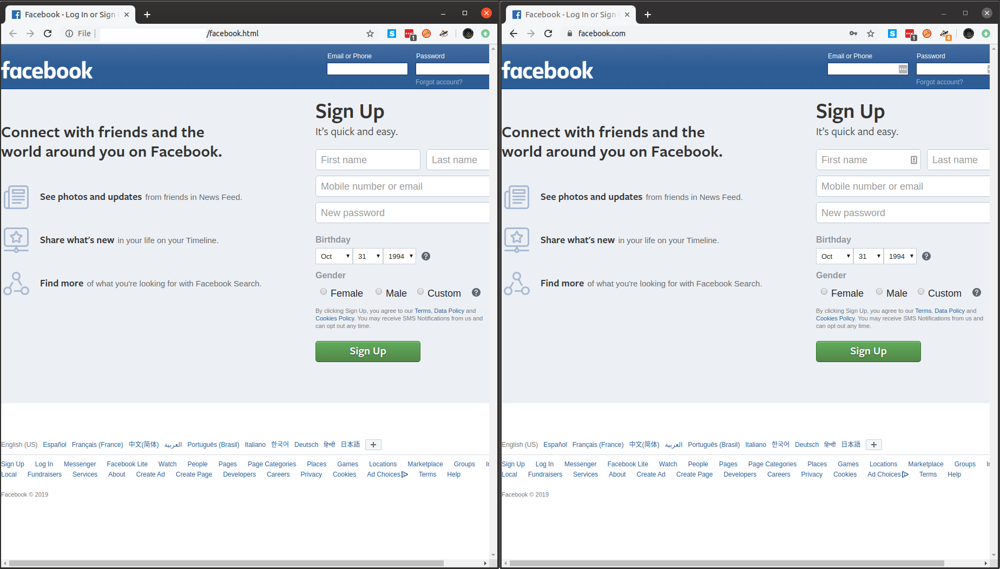 Facebook - Log In or Sign
File
/facebook.html
1
facebook
Email or Phone
Password
Forgot account?
Sign Up
It's quick and easy.
Connect with friends and the
world around you on Facebook.
First name
Last name
Mobile number or email
New password
See photos and updates from friends in News Feed.
Share what's new in your life on your Timeline.
Find more of what you're looking for with Facebook Search.
Birthday
Oct 31 1994
Gender
Female Male Custom
By clicking Sign Up, you agree to our Terms, Data Policy and
Cookies Policy. You may receive SMS Notifications from us and
can opt out any time.
Sign Up
English (US) Español Français (France) 中文(简体) العربية Português (Brasil) Italiano 한국어 Deutsch हिन्दी 日本語
Sign Up Log In Messenger Facebook Lite Watch People Pages Page Categories Places Games Locations Marketplace Groups
Local Fundraisers Services About Create Ad Create Page Developers Careers Privacy Cookies Ad Choices Terms Help
Facebook © 2019
Facebook - Log In or Sign
facebook.com
S
1
4
facebook
Email or Phone
Password
Forgot account?
Sign Up
It's quick and easy.
Connect with friends and the
world around you on Facebook.
First name
Last name
Mobile number or email
New password
See photos and updates from friends in News Feed.
Share what's new in your life on your Timeline.
Find more of what you're looking for with Facebook Search.
Birthday
Oct 31 1994
Gender
Female Male Custom
By clicking Sign Up, you agree to our Terms, Data Policy and
Cookies Policy. You may receive SMS Notifications from us and
can opt out any time.
Sign Up
English (US) Español Français (France) 中文(简体) العربية Português (Brasil) Italiano 한국어 Deutsch हिन्दी 日本語
Sign Up Log In Messenger Facebook Lite Watch People Pages Page Categories Places Games Locations Marketplace Groups
Local Fundraisers Services About Create Ad Create Page Developers Careers Privacy Cookies Ad Choices Terms Help
Facebook © 2019